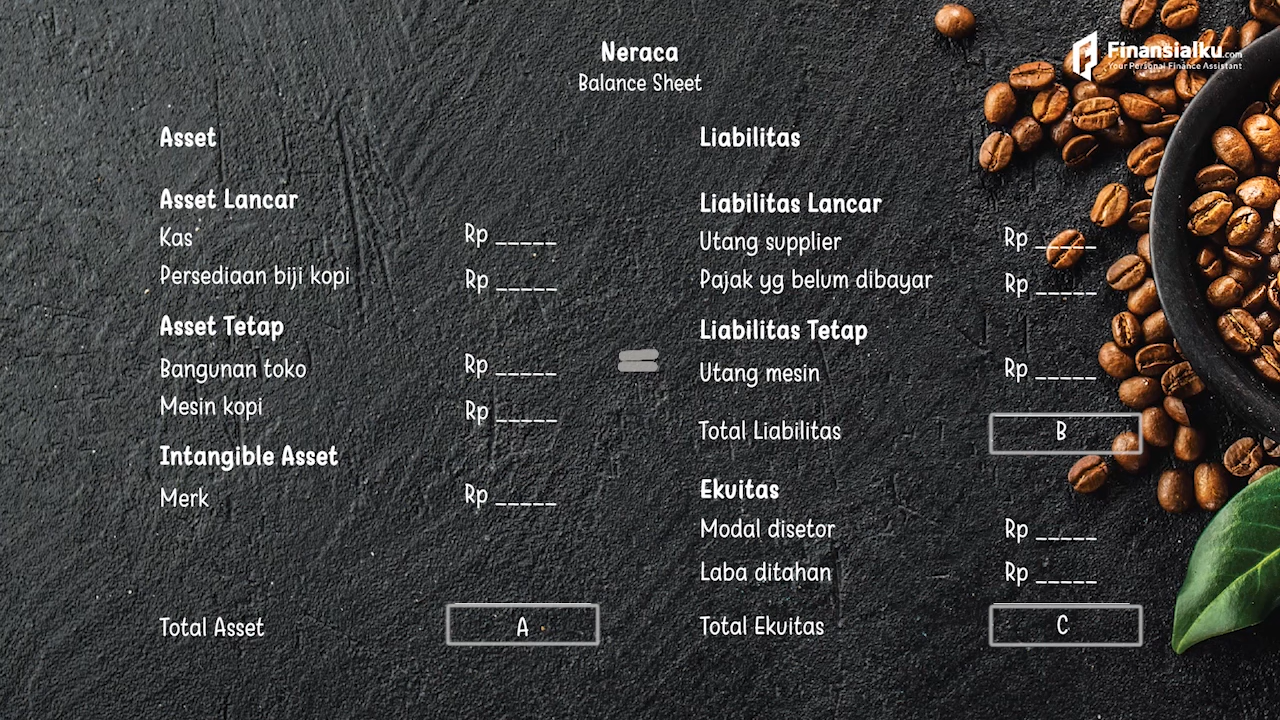 Neraca
Balance Sheet
Finansialku.com
Your Personal Finance Assistant
Asset
Asset Lancar
Kas Rp _____
Persediaan biji kopi Rp _____
Asset Tetap
Bangunan toko Rp _____
Mesin kopi Rp _____
Intangible Asset
Merk Rp _____
Total Asset A
=
Liabilitas
Liabilitas Lancar
Utang supplier Rp _____
Pajak yg belum dibayar Rp _____
Liabilitas Tetap
Utang mesin Rp _____
Total Liabilitas B
Ekuitas
Modal disetor Rp _____
Laba ditahan Rp _____
Total Ekuitas C